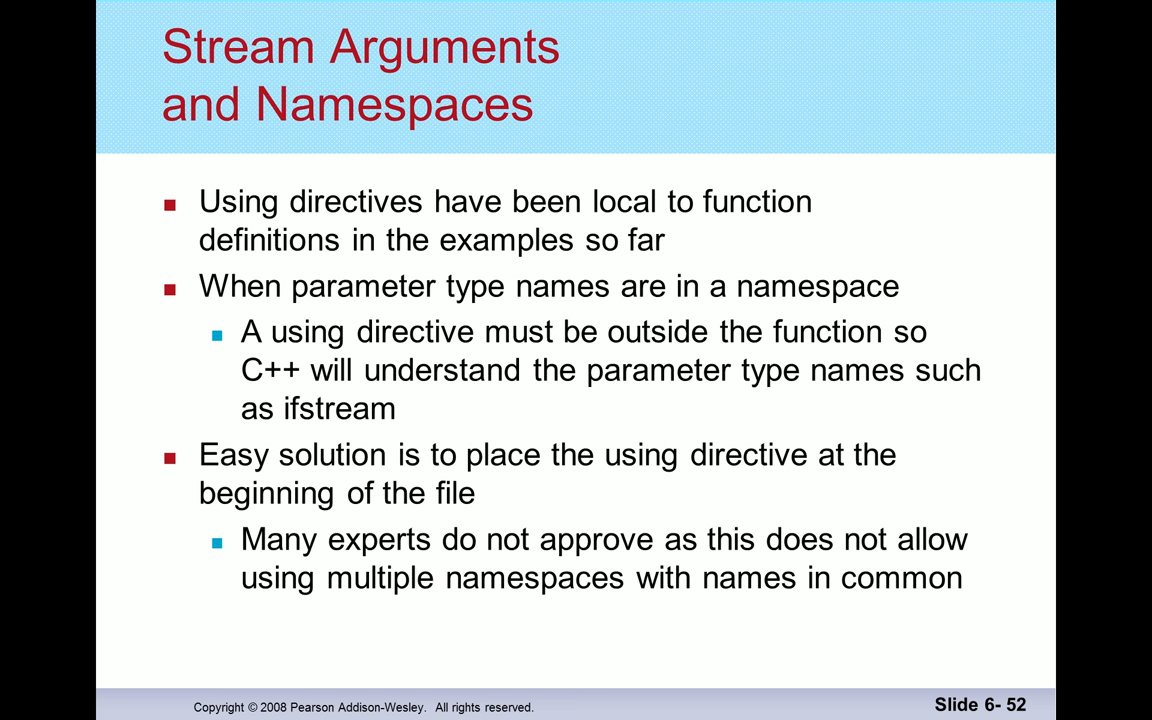 Stream Arguments
and Namespaces
Using directives have been local to function
definitions in the examples so far
When parameter type names are in a namespace
A using directive must be outside the function so
C++ will understand the parameter type names such
as ifstream
Easy solution is to place the using directive at the
beginning of the file
Many experts do not approve as this does not allow
using multiple namespaces with names in common
Copyright © 2008 Pearson Addison-Wesley. All rights reserved.
Slide 6- 52